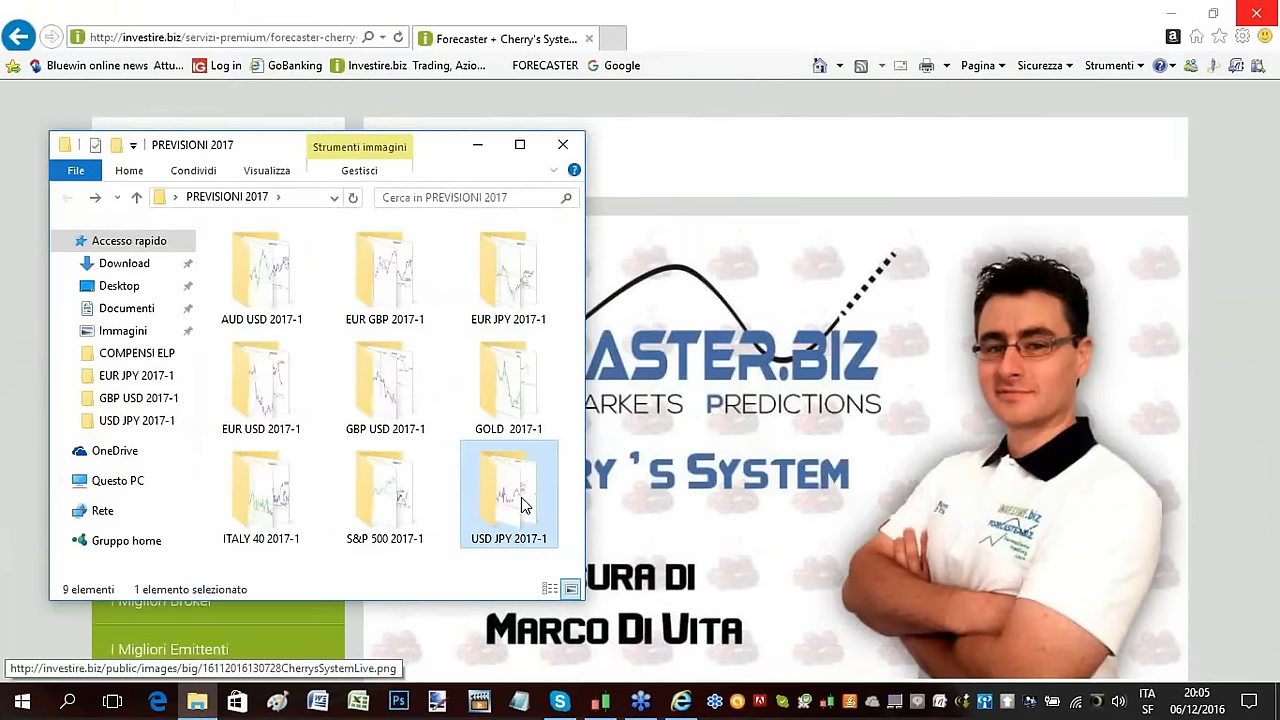 http://investire.biz/servizi-premium/forecaster-cherry
Forecaster + Cherry's Syste...
Bluewin online news Attu...
Log in
GoBanking
Investire.biz Trading, Azio...
FORECASTER
Google
Pagina
Sicurezza
Strumenti
PREVISIONI 2017
Strumenti immagini
File
Home
Condividi
Visualizza
Gestisci
PREVISIONI 2017
Cerca in PREVISIONI 2017
Accesso rapido
Download
Desktop
Documenti
Immagini
COMPENSI ELP
EUR JPY 2017-1
GBP USD 2017-1
USD JPY 2017-1
OneDrive
Questo PC
Rete
Gruppo home
AUD USD 2017-1
EUR GBP 2017-1
EUR JPY 2017-1
EUR USD 2017-1
GBP USD 2017-1
GOLD 2017-1
ITALY 40 2017-1
S&P 500 2017-1
USD JPY 2017-1
9 elementi
1 elemento selezionato
ASTER.BIZ
ARKETS PREDICTIONS
RY'S SYSTEM
URA DI
MARCO DI VITA
INVESTIRE.BIZ
FORECASTER.BIZ
I Migliori Broker
I Migliori Emittenti
http://investire.biz/public/images/big/16112016130728CherrysSystemLive.png
ITA
SF
20:05
06/12/2016